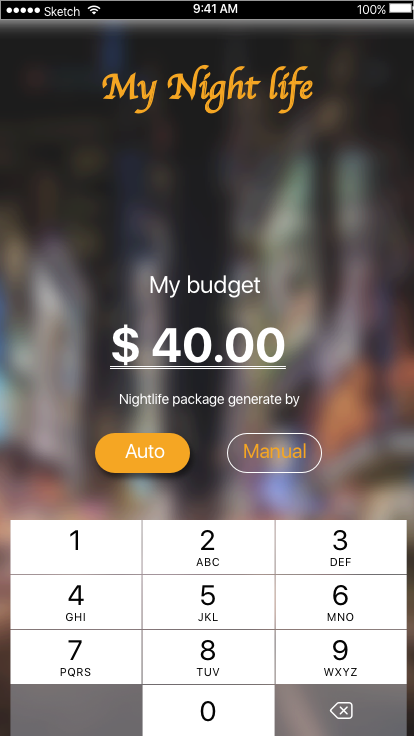 Sketch 9:41 AM 100%
My Night life
My budget
$ 40.00
Nightlife package generate by
Auto Manual
1 2 3
ABC DEF
4 5 6
GHI JKL MNO
7 8 9
PQRS TUV WXYZ
0